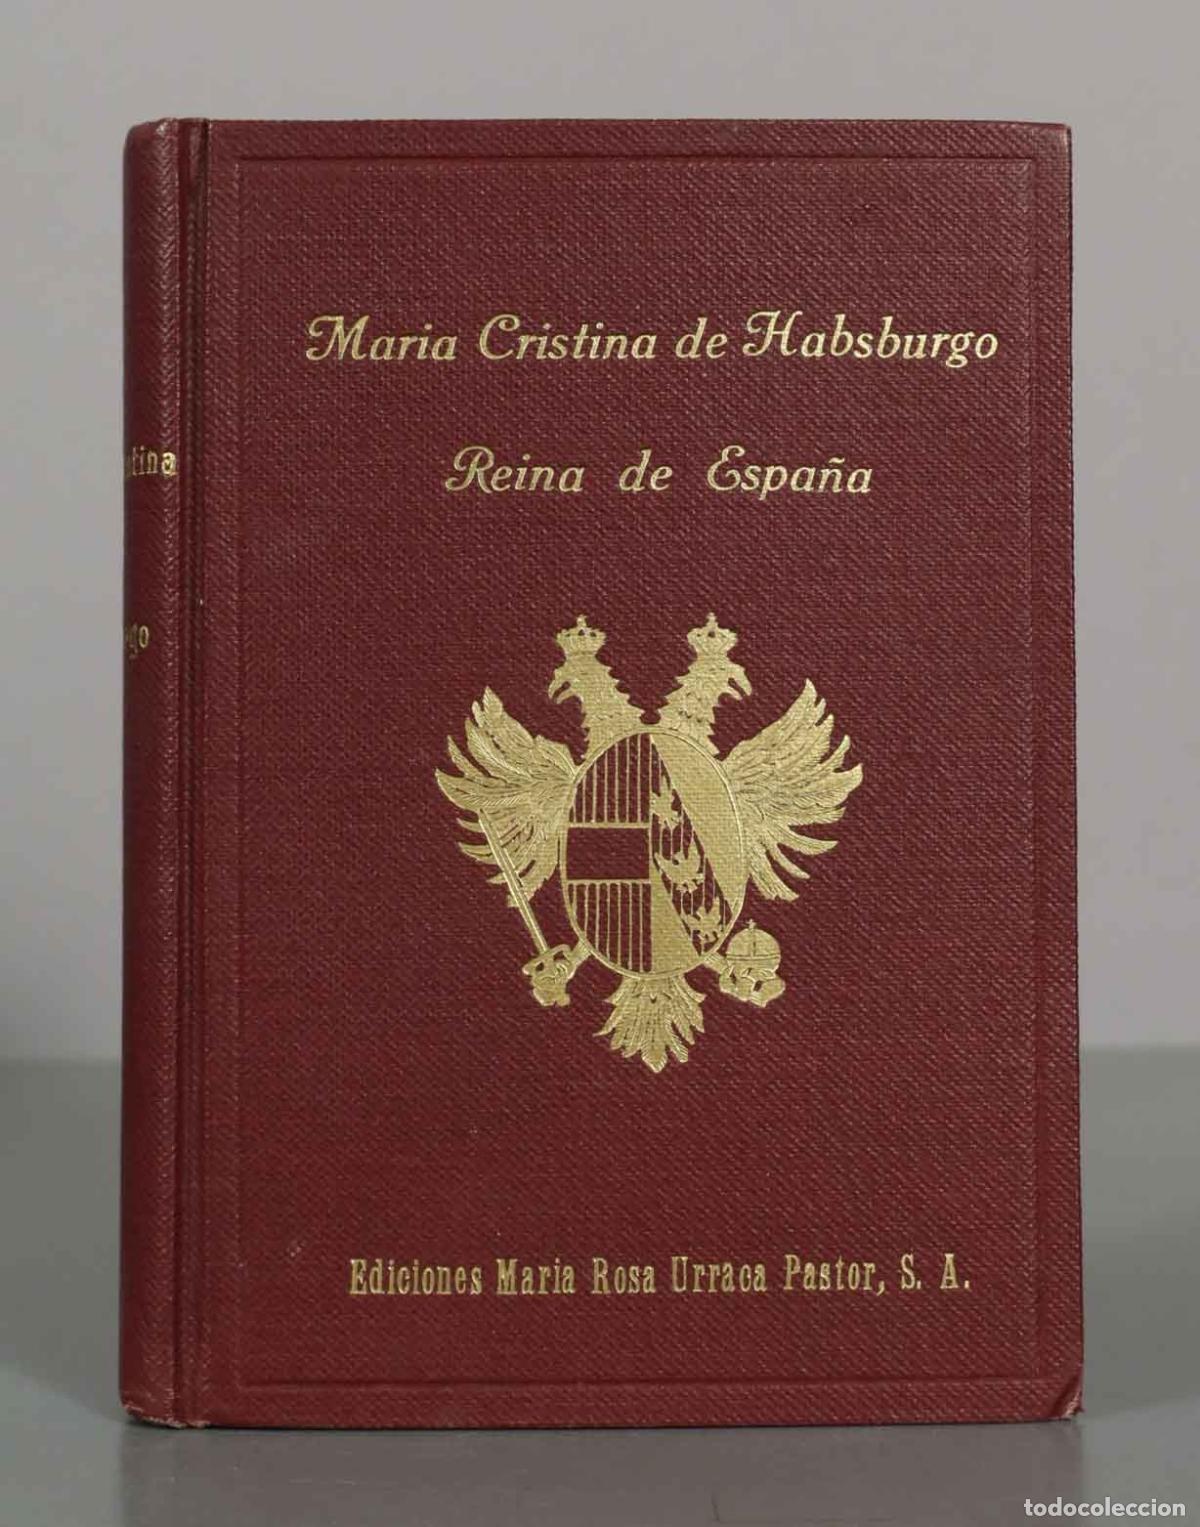 Maria Cristina de Habsburgo
Reina de España
Ediciones Maria Rosa Urraca Pastor, S. A.
todocoleccion